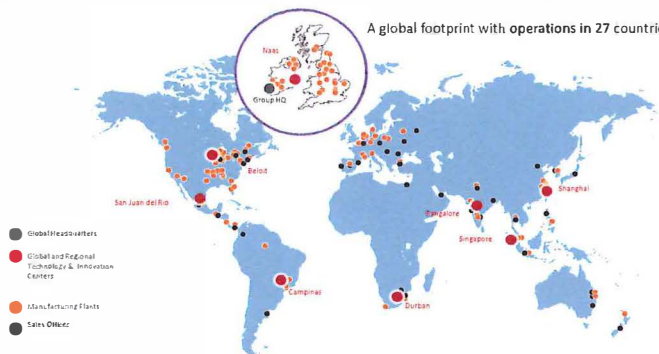 A global footprint with operations in 27 countrie
Naas
Group HQ
Beloit
San Juan del Rio
Shanghai
Bangalore
Singapore
Campinas
Durban
Global Headquarters
Global and Regional
Technology & Innovation
Centers
Manufacturing Plants
Sales Offices